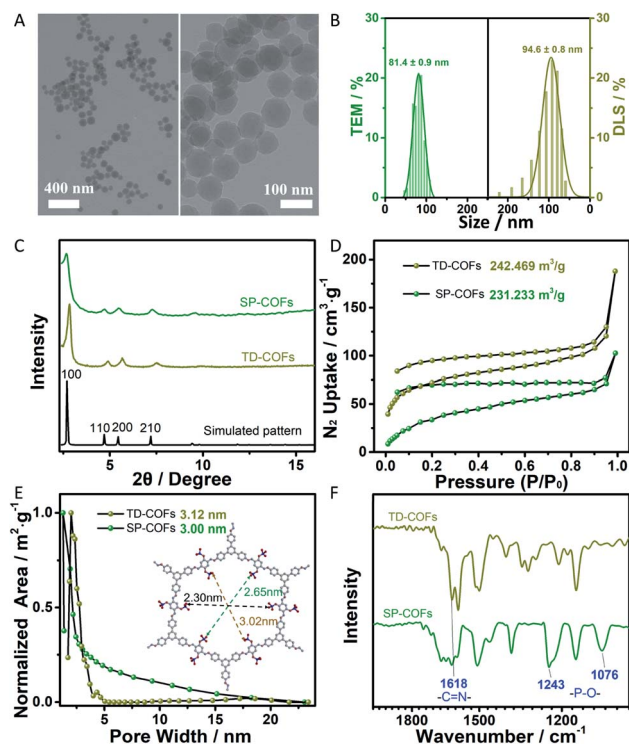 A
400 nm
100 nm
B
81.4 ± 0.9 nm
94.6 ± 0.8 nm
TEM / %
DLS / %
30
20
10
0
30
20
10
0
0
50
100
200
100
0
Size / nm
C
SP-COFs
TD-COFs
100
110
200
210
Simulated pattern
Intensity
5
10
15
2θ / Degree
D
TD-COFs 242.469 m³/g
SP-COFs 231.233 m³/g
N₂ Uptake / cm³·g⁻¹
200
150
100
50
0
0.0
0.2
0.4
0.6
0.8
1.0
Pressure (P/P₀)
E
TD-COFs 3.12 nm
SP-COFs 3.00 nm
2.65nm
2.30nm
3.02nm
Normalized Area / m²·g⁻¹
1.0
0.5
0.0
5
10
15
20
25
Pore Width / nm
F
TD-COFs
SP-COFs
1618
-C=N-
1243
-P-O-
1076
Intensity
1800
1500
1200
Wavenumber / cm⁻¹